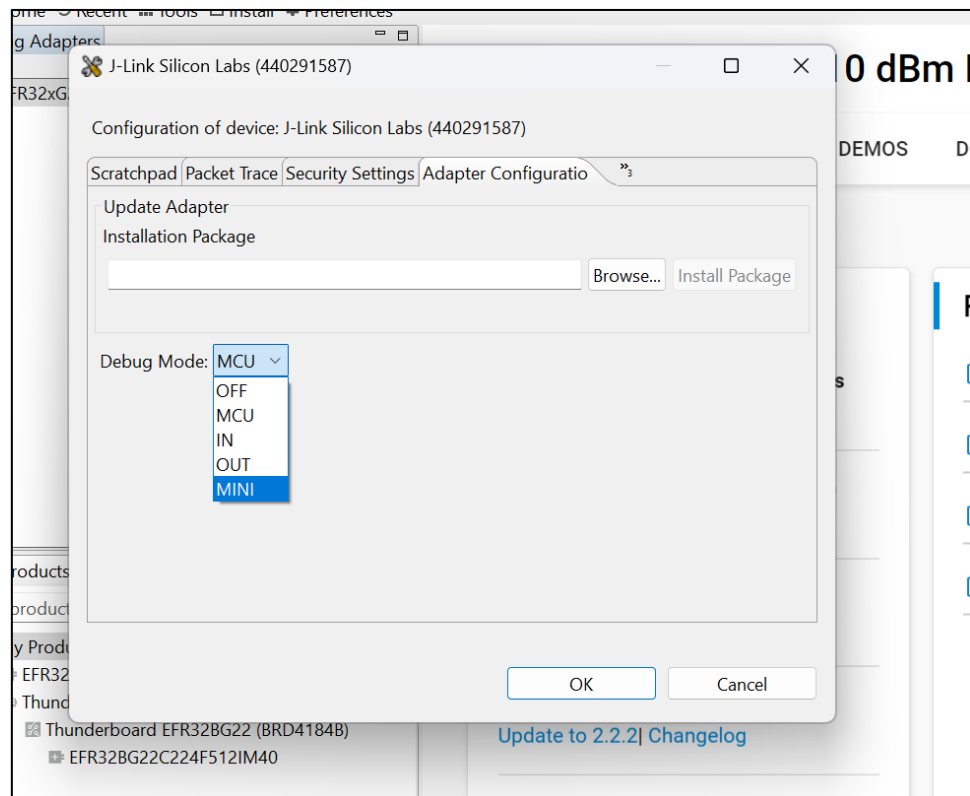 Recent Tools Install Preferences
g Adapters
J-Link Silicon Labs (440291587)
0 dBm
FR32xG
Configuration of device: J-Link Silicon Labs (440291587)
DEMOS D
Scratchpad Packet Trace Security Settings Adapter Configuratio »3
Update Adapter
Installation Package
Browse... Install Package
Debug Mode: MCU
OFF
MCU
IN
OUT
MINI
s
roducts
product
y Produ
EFR32
Thund
OK Cancel
Thunderboard EFR32BG22 (BRD4184B)
EFR32BG22C224F512IM40
Update to 2.2.2| Changelog